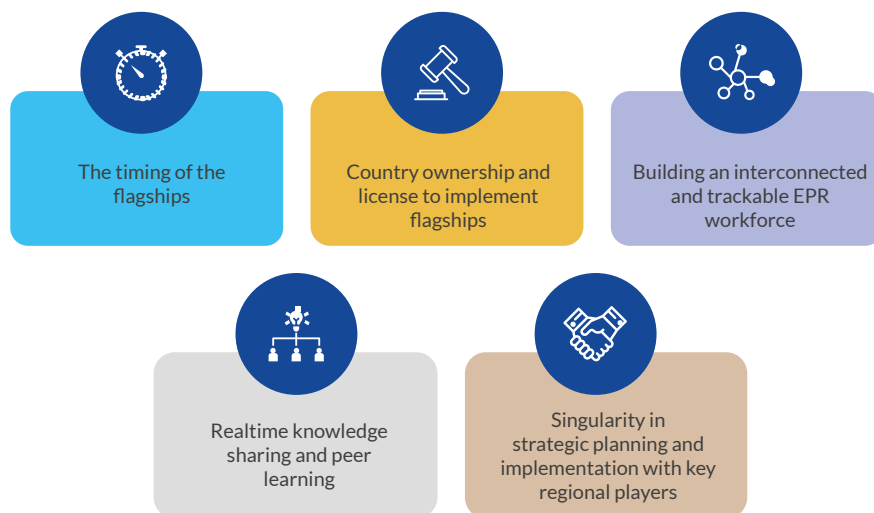 The timing of the
flagships
Country ownership and
license to implement
flagships
Building an interconnected
and trackable EPR
workforce
Realtime knowledge
sharing and peer
learning
Singularity in
strategic planning and
implementation with key
regional players